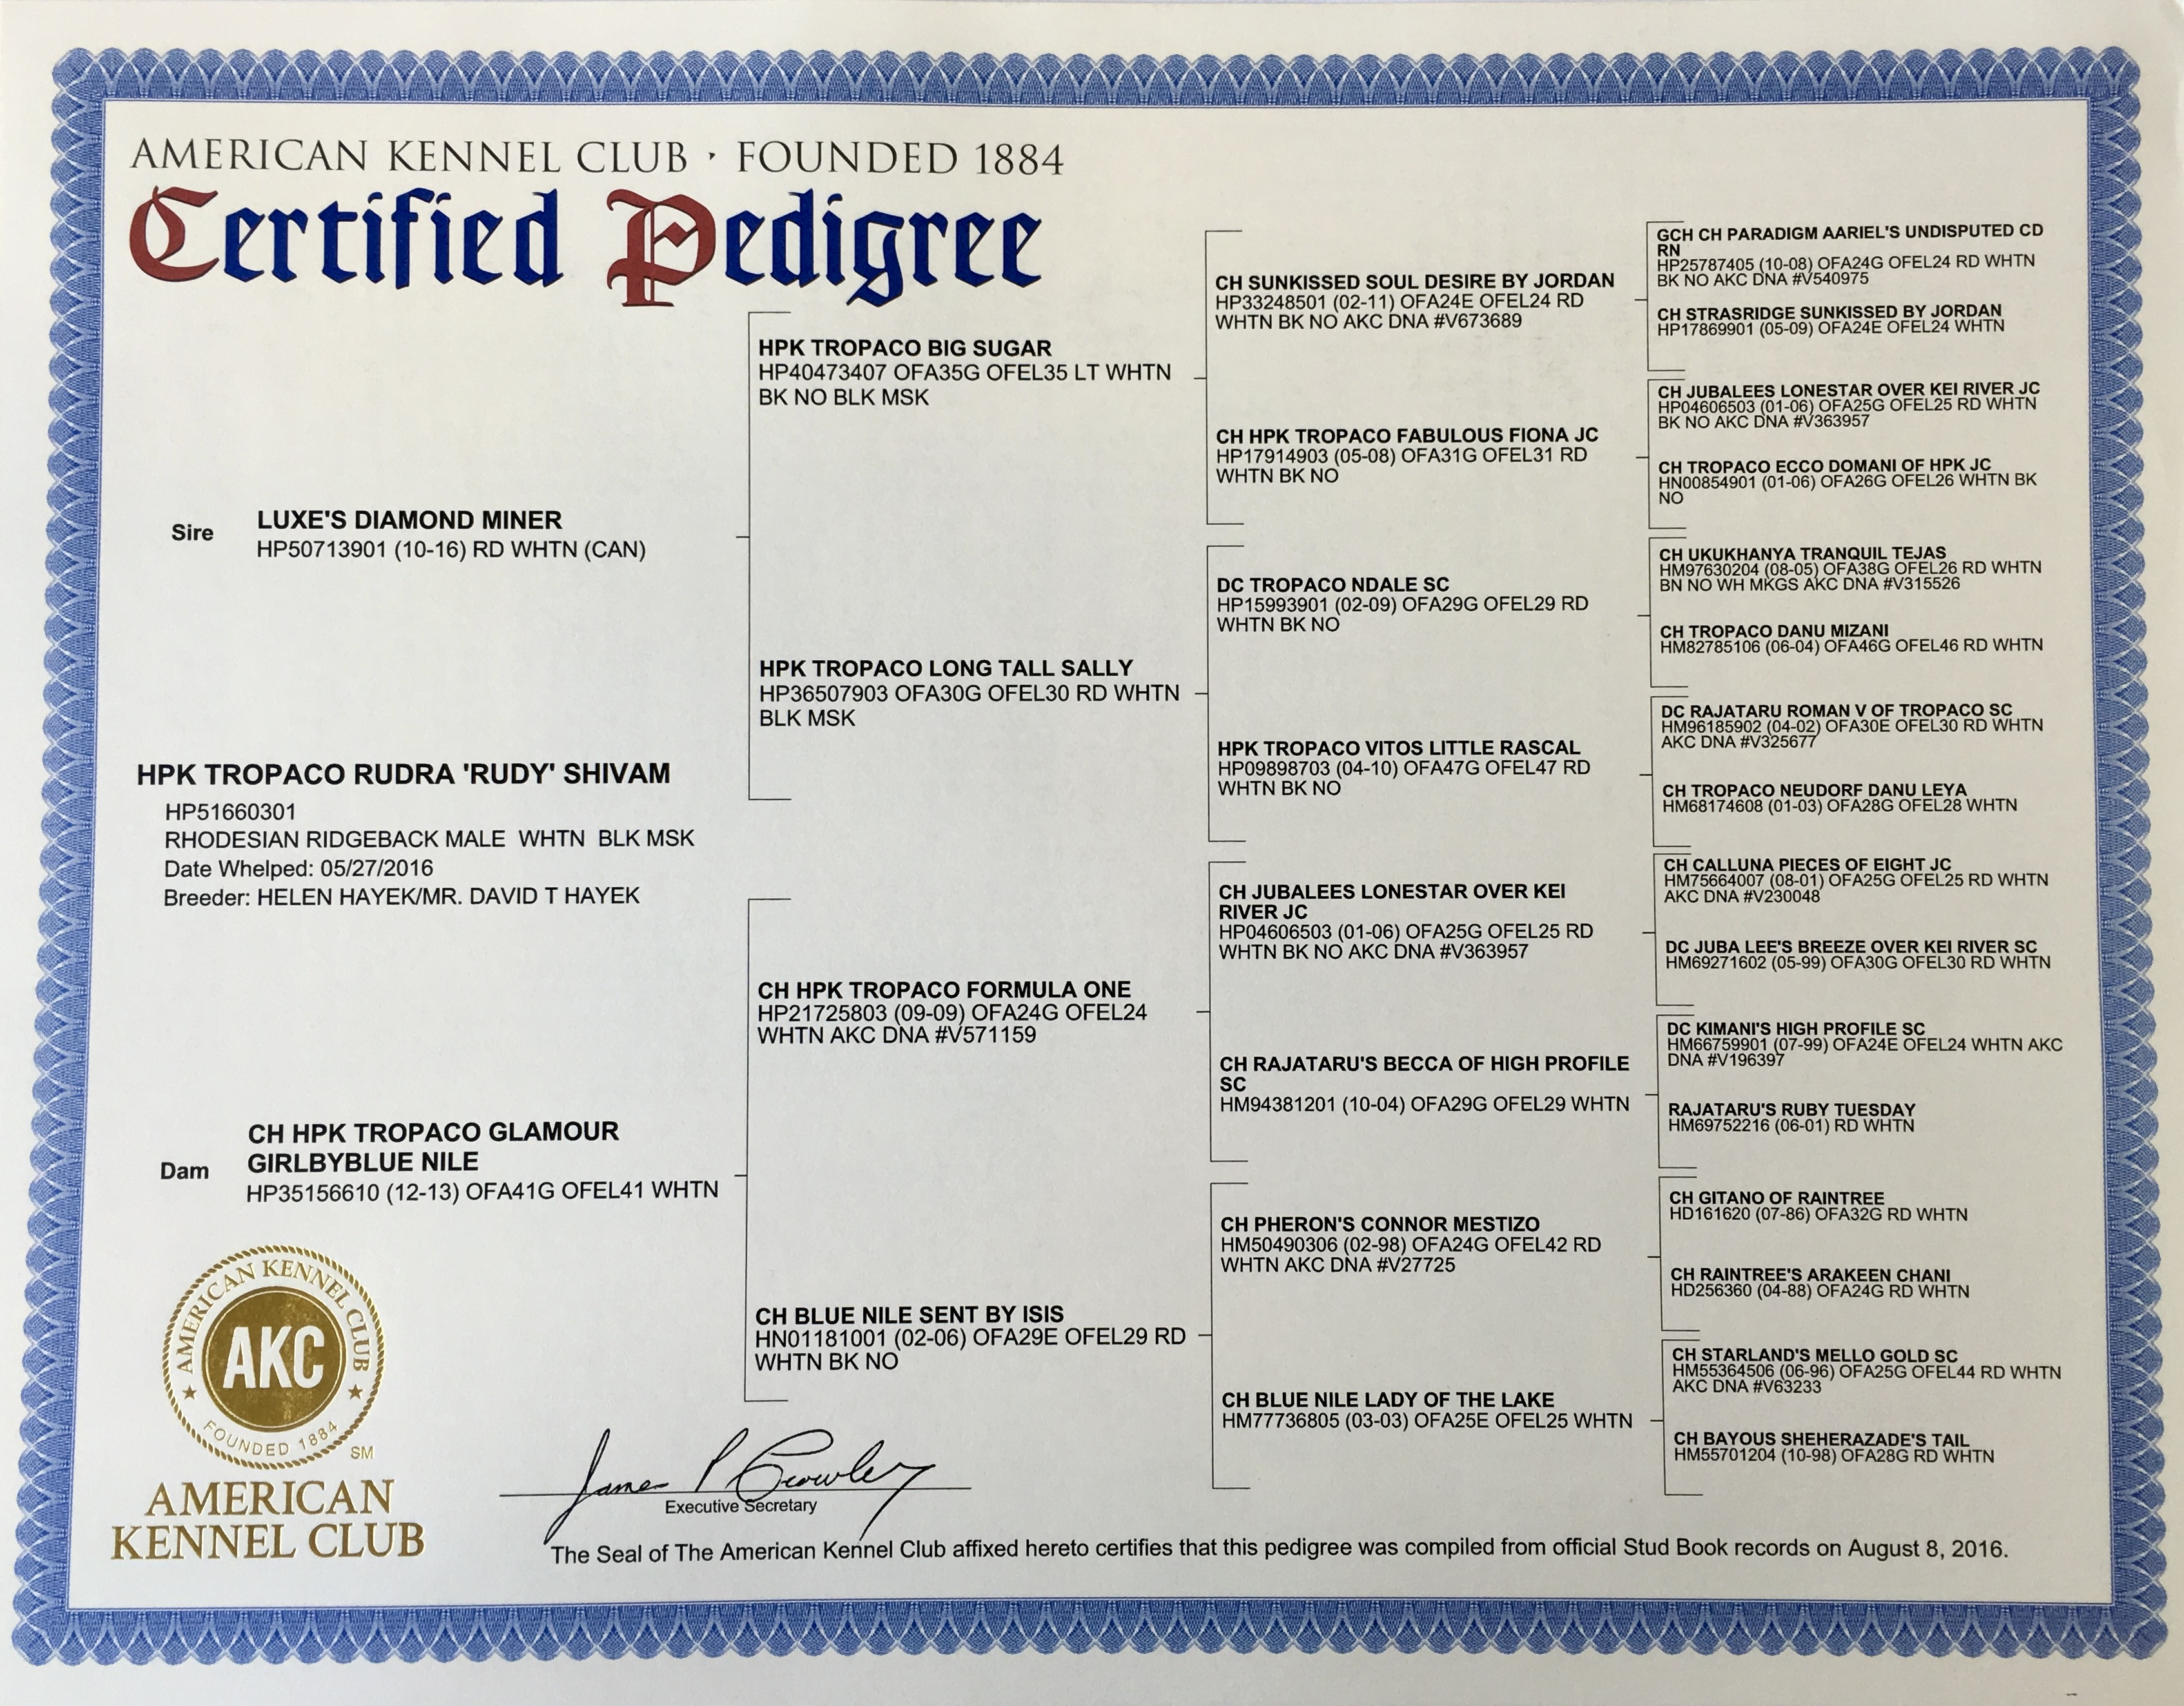 AMERICAN KENNEL CLUB · FOUNDED 1884
Certified Pedigree
Sire
LUXE'S DIAMOND MINER
HP50713901 (10-16) RD WHTN (CAN)
HPK TROPACO RUDRA 'RUDY' SHIVAM
HP51660301
RHODESIAN RIDGEBACK MALE WHTN BLK MSK
Date Whelped: 05/27/2016
Breeder: HELEN HAYEK/MR. DAVID T HAYEK
Dam
CH HPK TROPACO GLAMOUR
GIRLBYBLUE NILE
HP35156610 (12-13) OFA41G OFEL41 WHTN
HPK TROPACO BIG SUGAR
HP40473407 OFA35G OFEL35 LT WHTN
BK NO BLK MSK
HPK TROPACO LONG TALL SALLY
HP36507903 OFA30G OFEL30 RD WHTN
BLK MSK
CH HPK TROPACO FORMULA ONE
HP21725803 (09-09) OFA24G OFEL24
WHTN AKC DNA #V571159
CH BLUE NILE SENT BY ISIS
HN01181001 (02-06) OFA29E OFEL29 RD
WHTN BK NO
CH SUNKISSED SOUL DESIRE BY JORDAN
HP33248501 (02-11) OFA24E OFEL24 RD
WHTN BK NO AKC DNA #V673689
CH HPK TROPACO FABULOUS FIONA JC
HP17914903 (05-08) OFA31G OFEL31 RD
WHTN BK NO
DC TROPACO NDALE SC
HP15993901 (02-09) OFA29G OFEL29 RD
WHTN BK NO
HPK TROPACO VITOS LITTLE RASCAL
HP09898703 (04-10) OFA47G OFEL47 RD
WHTN BK NO
CH JUBALEES LONESTAR OVER KEI
RIVER JC
HP04606503 (01-06) OFA25G OFEL25 RD
WHTN BK NO AKC DNA #V363957
CH RAJATARU'S BECCA OF HIGH PROFILE
SC
HM94381201 (10-04) OFA29G OFEL29 WHTN
CH PHERON'S CONNOR MESTIZO
HM50490306 (02-98) OFA24G OFEL42 RD
WHTN AKC DNA #V27725
CH BLUE NILE LADY OF THE LAKE
HM77736805 (03-03) OFA25E OFEL25 WHTN
GCH CH PARADIGM AARIEL'S UNDISPUTED CD
RN
HP25787405 (10-08) OFA24G OFEL24 RD WHTN
BK NO AKC DNA #V540975
CH STRASRIDGE SUNKISSED BY JORDAN
HP17869901 (05-09) OFA24E OFEL24 WHTN
CH JUBALEES LONESTAR OVER KEI RIVER JC
HP04606503 (01-06) OFA25G OFEL25 RD WHTN
BK NO AKC DNA #V363957
CH TROPACO ECCO DOMANI OF HPK JC
HN00854901 (01-06) OFA26G OFEL26 WHTN BK
NO
CH UKUKHANYA TRANQUIL TEJAS
HM97630204 (08-05) OFA38G OFEL26 RD WHTN
BN NO WH MKGS AKC DNA #V315526
CH TROPACO DANU MIZANI
HM82785106 (06-04) OFA46G OFEL46 RD WHTN
DC RAJATARU ROMAN V OF TROPACO SC
HM96185902 (04-02) OFA30E OFEL30 RD WHTN
AKC DNA #V325677
CH TROPACO NEUDORF DANU LEYA
HM68174608 (01-03) OFA28G OFEL28 WHTN
CH CALLUNA PIECES OF EIGHT JC
HM75664007 (08-01) OFA25G OFEL25 RD WHTN
AKC DNA #V230048
DC JUBA LEE'S BREEZE OVER KEI RIVER SC
HM69271602 (05-99) OFA30G OFEL30 RD WHTN
DC KIMANI'S HIGH PROFILE SC
HM66759901 (07-99) OFA24E OFEL24 WHTN AKC
DNA #V196397
RAJATARU'S RUBY TUESDAY
HM69752216 (06-01) RD WHTN
CH GITANO OF RAINTREE
HD161620 (07-86) OFA32G RD WHTN
CH RAINTREE'S ARAKEEN CHANI
HD256360 (04-88) OFA24G RD WHTN
CH STARLAND'S MELLO GOLD SC
HM55364506 (06-96) OFA25G OFEL44 RD WHTN
AKC DNA #V63233
CH BAYOUS SHEHERAZADE'S TAIL
HM55701204 (10-98) OFA28G RD WHTN
AMERICAN KENNEL CLUB
AKC
FOUNDED 1884
SM
AMERICAN
KENNEL CLUB
James P Crowley
Executive Secretary
The Seal of The American Kennel Club affixed hereto certifies that this pedigree was compiled from official Stud Book records on August 8, 2016.